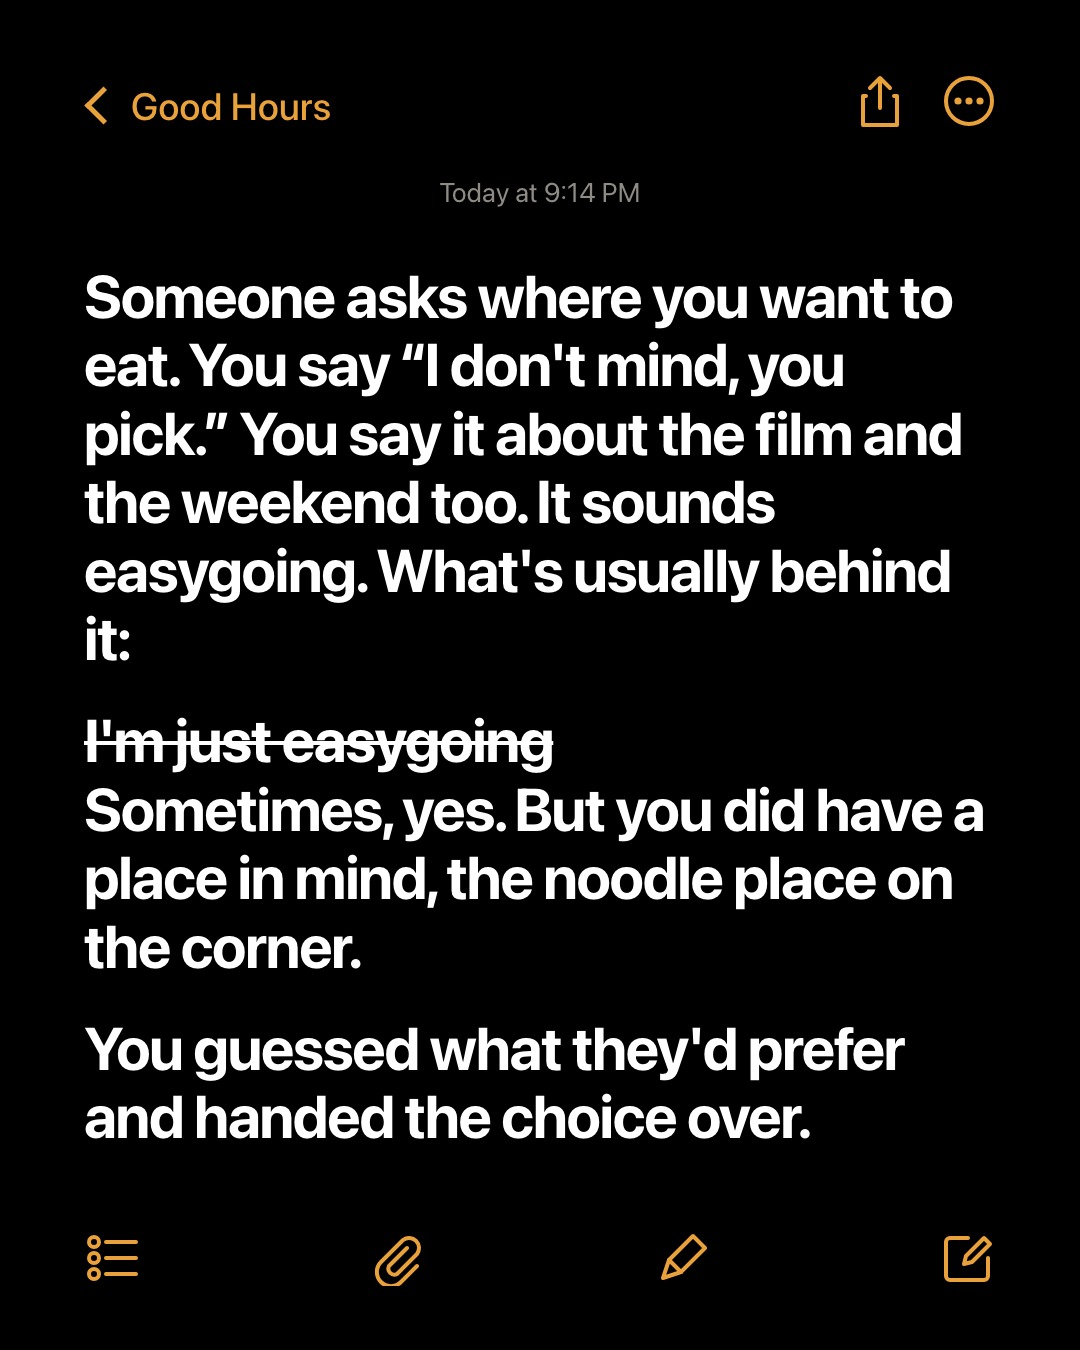 Good Hours
Today at 9:14 PM
Someone asks where you want to
eat. You say “I don't mind, you
pick.” You say it about the film and
the weekend too. It sounds
easygoing. What's usually behind
it:
I'm just easygoing
Sometimes, yes. But you did have a
place in mind, the noodle place on
the corner.
You guessed what they'd prefer
and handed the choice over.